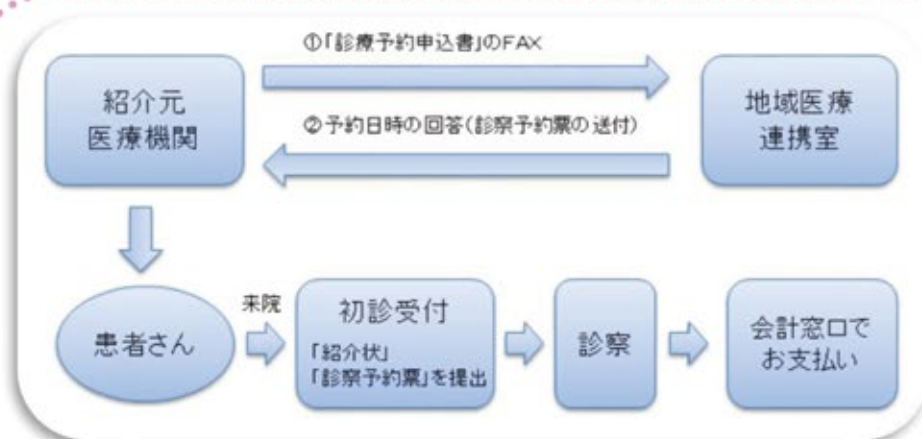 ①「診療予約申込書」のFAX
紹介元
医療機関
地域医療
連携室
②予約日時の回答(診察予約票の送付)
患者さん
来院
初診受付
「紹介状」
「診察予約票」を提出
診察
会計窓口で
お支払い